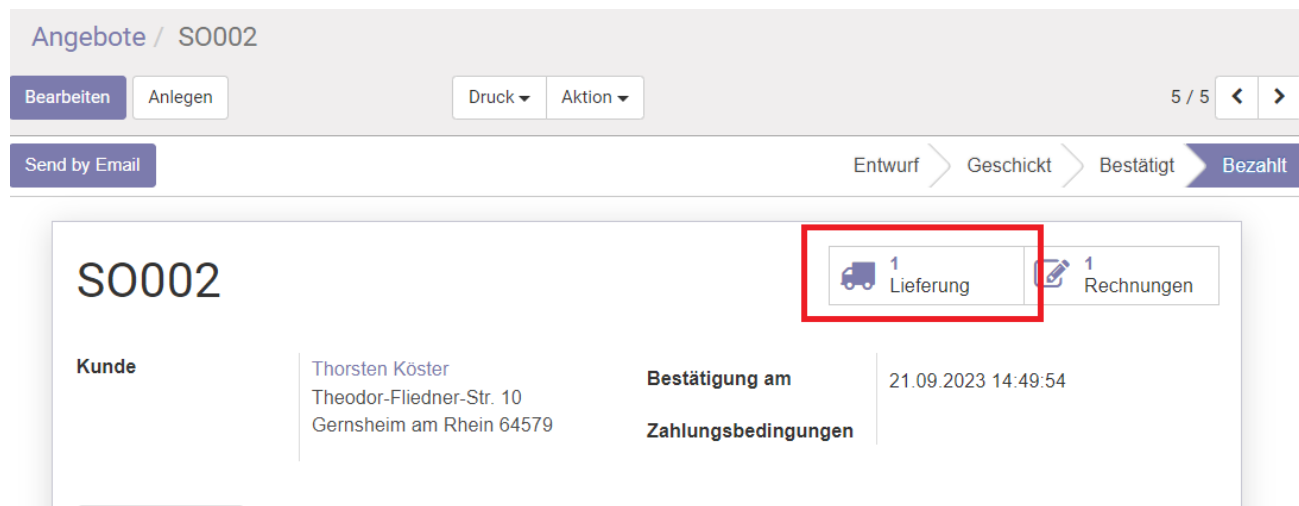 Angebote / SO002
Bearbeiten Anlegen Druck Aktion 5 / 5
Send by Email Entwurf Geschickt Bestätigt Bezahlt
SO002
1
Lieferung
1
Rechnungen
Kunde
Thorsten Köster
Theodor-Fliedner-Str. 10
Gernsheim am Rhein 64579
Bestätigung am 21.09.2023 14:49:54
Zahlungsbedingungen